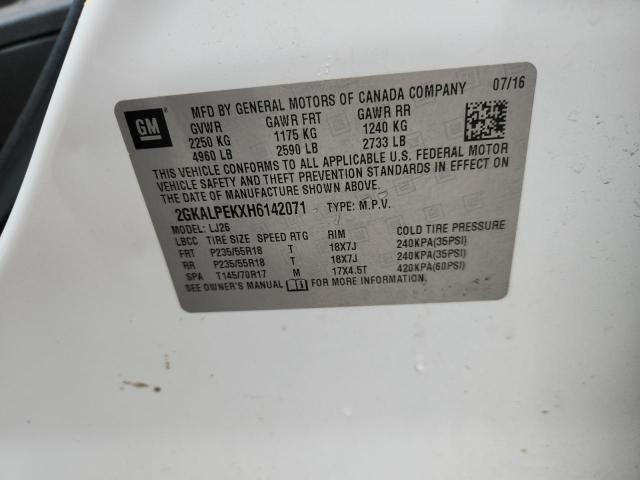 GM
MFD BY GENERAL MOTORS OF CANADA COMPANY 07/16
GVWR GAWR FRT GAWR RR
2250 KG 1175 KG 1240 KG
4960 LB 2590 LB 2733 LB
THIS VEHICLE CONFORMS TO ALL APPLICABLE U.S. FEDERAL MOTOR
VEHICLE SAFETY AND THEFT PREVENTION STANDARDS IN EFFECT ON
THE DATE OF MANUFACTURE SHOWN ABOVE.
2GKALPEKXH6142071 TYPE: M.P.V.
MODEL: LJ26
LBCC TIRE SIZE SPEED RTG RIM COLD TIRE PRESSURE
FRT P235/55R18 T 18X7J 240KPA(35PSI)
RR P235/55R18 T 18X7J 240KPA(35PSI)
SPA T145/70R17 M 17X4.5T 420KPA(60PSI)
SEE OWNER'S MANUAL FOR MORE INFORMATION.